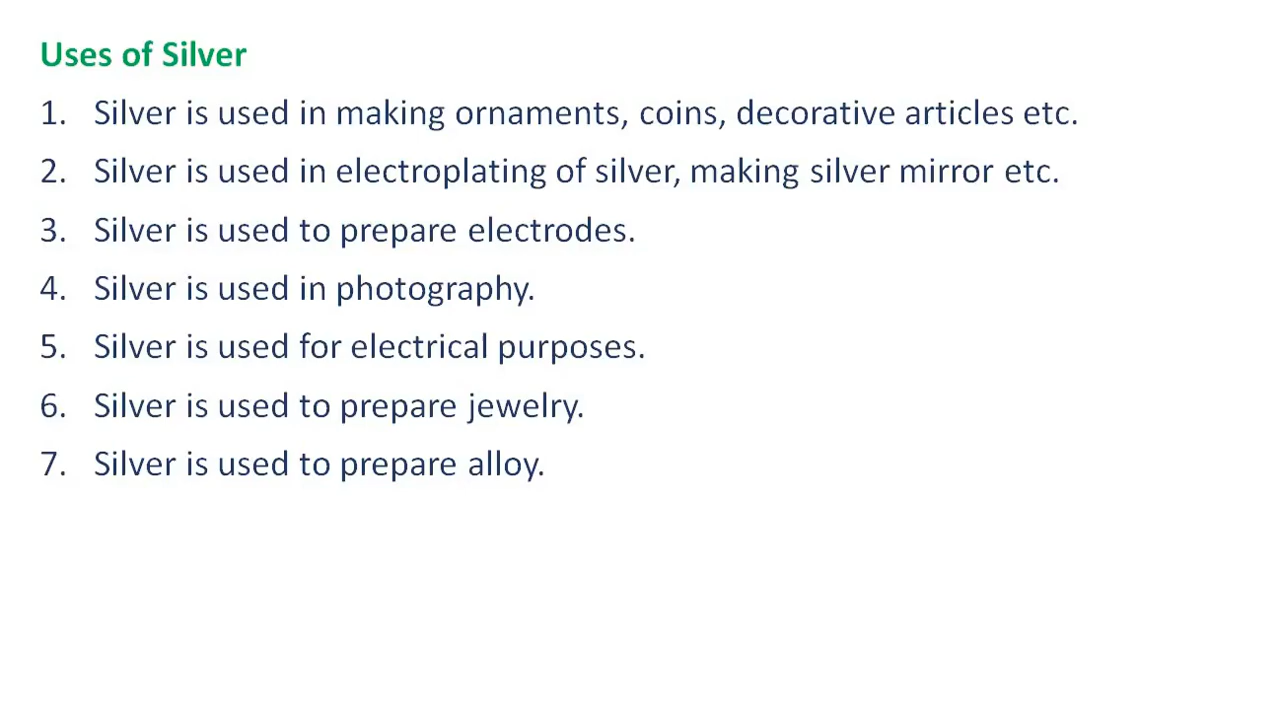 Uses of Silver
1. Silver is used in making ornaments, coins, decorative articles etc.
2. Silver is used in electroplating of silver, making silver mirror etc.
3. Silver is used to prepare electrodes.
4. Silver is used in photography.
5. Silver is used for electrical purposes.
6. Silver is used to prepare jewelry.
7. Silver is used to prepare alloy.